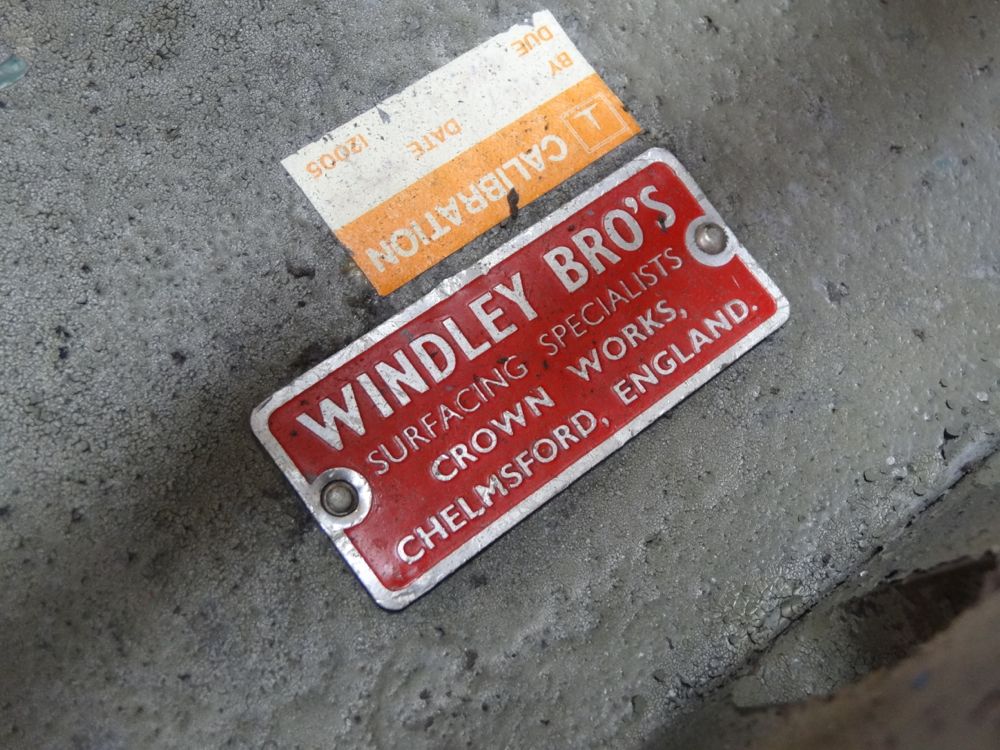 WINDLEY BRO'S
SURFACING SPECIALISTS
CROWN WORKS,
CHELMSFORD, ENGLAND.
CALIBRATION
DATE 12005
BY
DUE